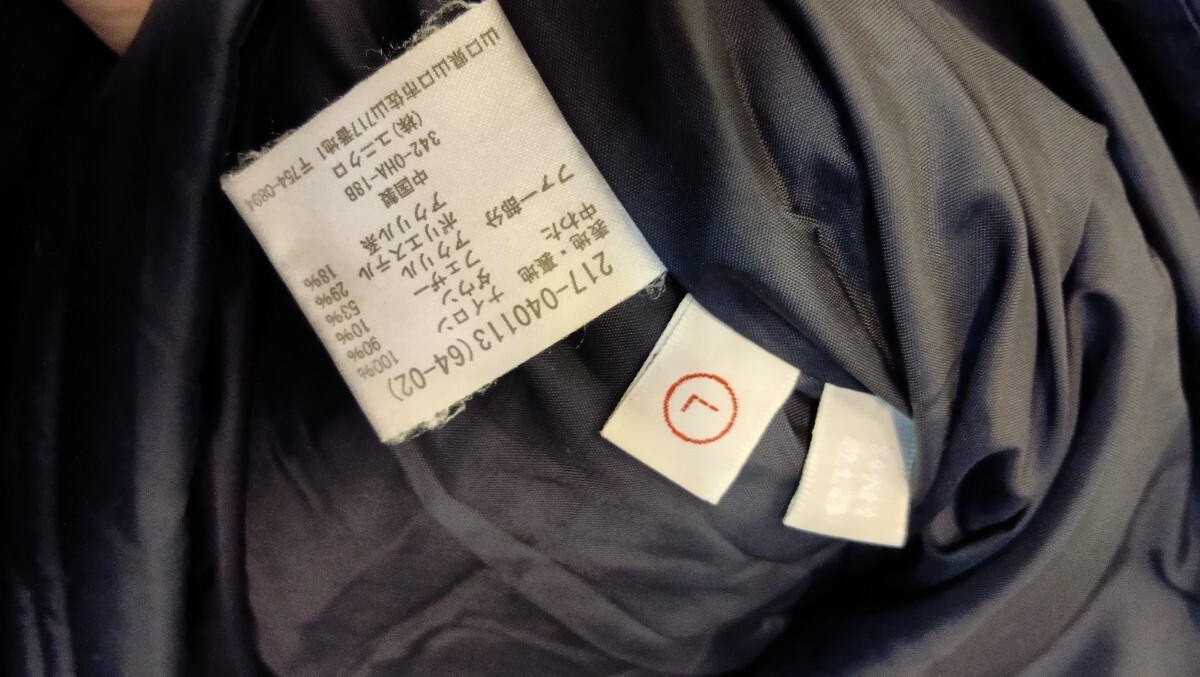 217-040113(64-02)
表地・裏地 ナイロン 100%
中わた ダウン 90%
フェザー 10%
ファー部分 アクリル 53%
ポリエステル 29%
アクリル系 18%
中国製
342-0HA-18B
(株)ユニクロ
山口県山口市佐山717番地1 〒754-0894
L